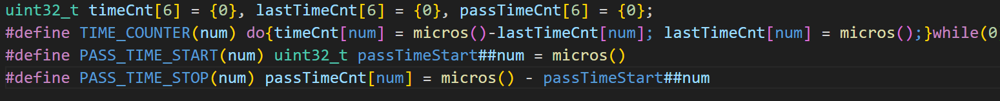 uint32_t timeCnt[6] = {0}, lastTimeCnt[6] = {0}, passTimeCnt[6] = {0};
#define TIME_COUNTER(num) do{timeCnt[num] = micros()-lastTimeCnt[num]; lastTimeCnt[num] = micros();}while(0
#define PASS_TIME_START(num) uint32_t passTimeStart##num = micros()
#define PASS_TIME_STOP(num) passTimeCnt[num] = micros() - passTimeStart##num